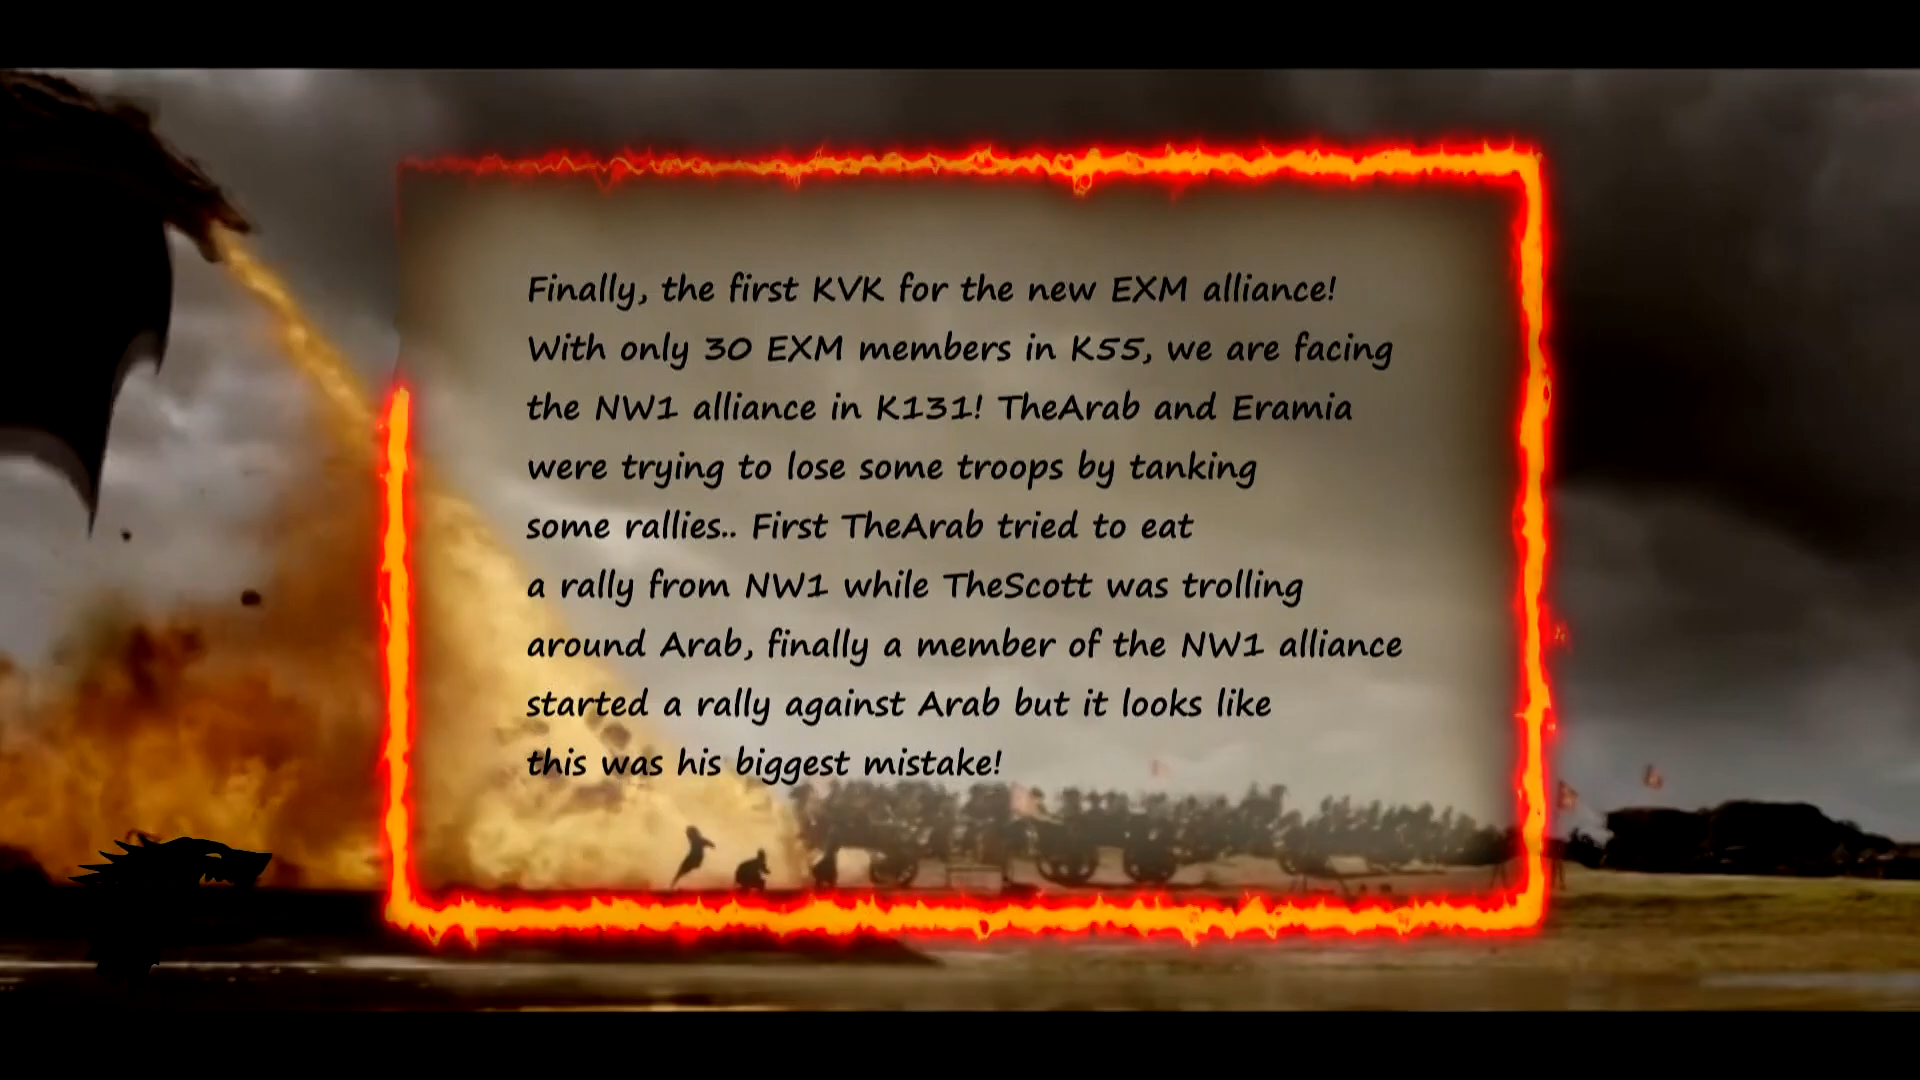 Finally, the first KVK for the new EXM alliance!
With only 30 EXM members in K55, we are facing
the NW1 alliance in K131! TheArab and Eramia
were trying to lose some troops by tanking
some rallies.. First TheArab tried to eat
a rally from NW1 while TheScott was trolling
around Arab, finally a member of the NW1 alliance
started a rally against Arab but it looks like
this was his biggest mistake!